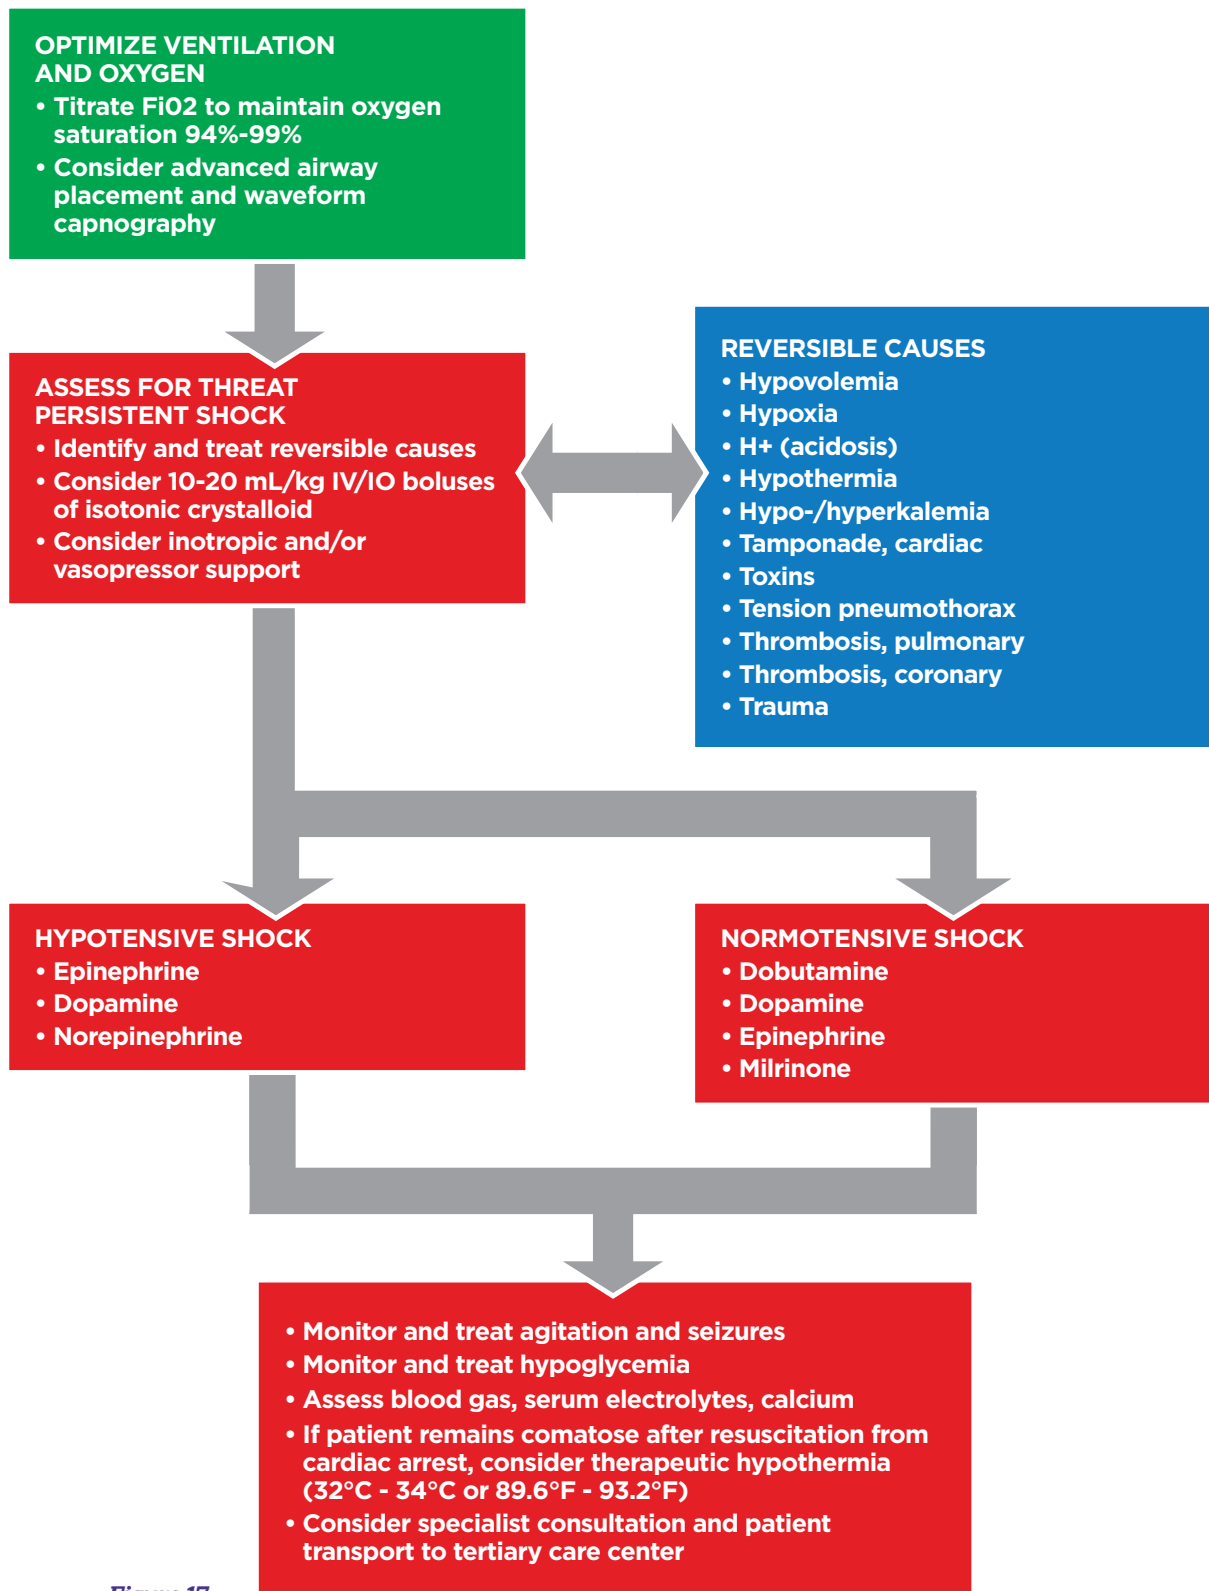 OPTIMIZE VENTILATION
AND OXYGEN
• Titrate FiO2 to maintain oxygen
saturation 94%-99%
• Consider advanced airway
placement and waveform
capnography
ASSESS FOR THREAT
PERSISTENT SHOCK
• Identify and treat reversible causes
• Consider 10-20 mL/kg IV/IO boluses
of isotonic crystalloid
• Consider inotropic and/or
vasopressor support
REVERSIBLE CAUSES
• Hypovolemia
• Hypoxia
• H+ (acidosis)
• Hypothermia
• Hypo-/hyperkalemia
• Tamponade, cardiac
• Toxins
• Tension pneumothorax
• Thrombosis, pulmonary
• Thrombosis, coronary
• Trauma
HYPOTENSIVE SHOCK
• Epinephrine
• Dopamine
• Norepinephrine
NORMOTENSIVE SHOCK
• Dobutamine
• Dopamine
• Epinephrine
• Milrinone
• Monitor and treat agitation and seizures
• Monitor and treat hypoglycemia
• Assess blood gas, serum electrolytes, calcium
• If patient remains comatose after resuscitation from
cardiac arrest, consider therapeutic hypothermia
(32°C - 34°C or 89.6°F - 93.2°F)
• Consider specialist consultation and patient
transport to tertiary care center
Figure 17